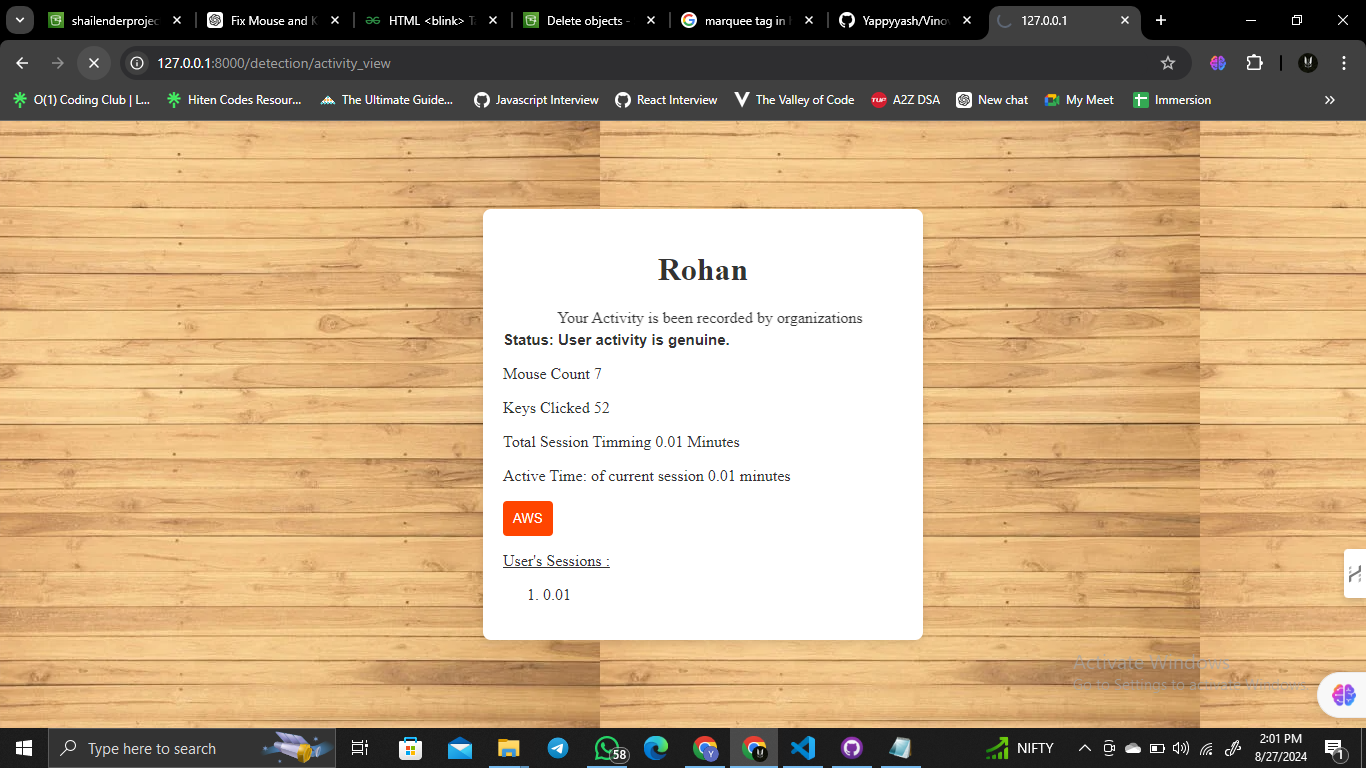 shailenderprojec
Fix Mouse and K
HTML <blink> Ta
Delete objects -
marquee tag in h
Yappyyash/Vinov
127.0.0.1
127.0.0.1:8000/detection/activity_view
O(1) Coding Club | L...
Hiten Codes Resour...
The Ultimate Guide...
Javascript Interview
React Interview
The Valley of Code
TUF
A2Z DSA
New chat
My Meet
Immersion
Rohan
Your Activity is been recorded by organizations
Status: User activity is genuine.
Mouse Count 7
Keys Clicked 52
Total Session Timming 0.01 Minutes
Active Time: of current session 0.01 minutes
AWS
User's Sessions :
1. 0.01
Activate Windows
Go to Settings to activate Windows.
Type here to search
58
NIFTY
2:01 PM
8/27/2024
1